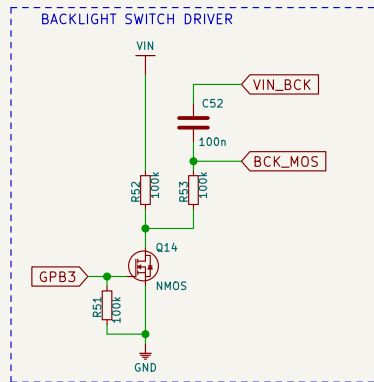 BACKLIGHT SWITCH DRIVER
VIN
VIN_BCK
C52
100n
BCK_MOS
R52
100k
R53
100k
Q14
GPB3
NMOS
R51
100k
GND